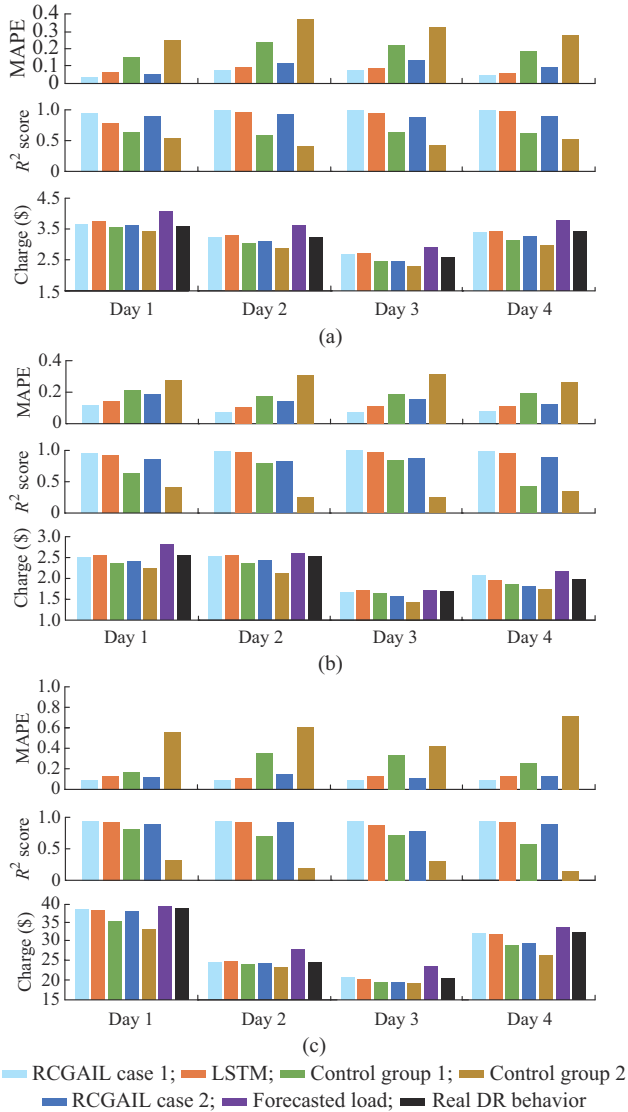 0.4
0.3
0.2
0.1
0
MAPE
1.0
0.5
0
R² score
4.5
3.5
2.5
1.5
Charge ($)
Day 1 Day 2 Day 3 Day 4
(a)
0.4
0.2
0
MAPE
1.0
0.5
0
R² score
3.0
2.5
2.0
1.5
1.0
Charge ($)
Day 1 Day 2 Day 3 Day 4
(b)
1.0
0.8
0.6
0.4
0.2
0
MAPE
1.0
0.5
0
R² score
40
35
30
25
20
15
Charge ($)
Day 1 Day 2 Day 3 Day 4
(c)
RCGAIL case 1; LSTM; Control group 1; Control group 2
RCGAIL case 2; Forecasted load; Real DR behavior